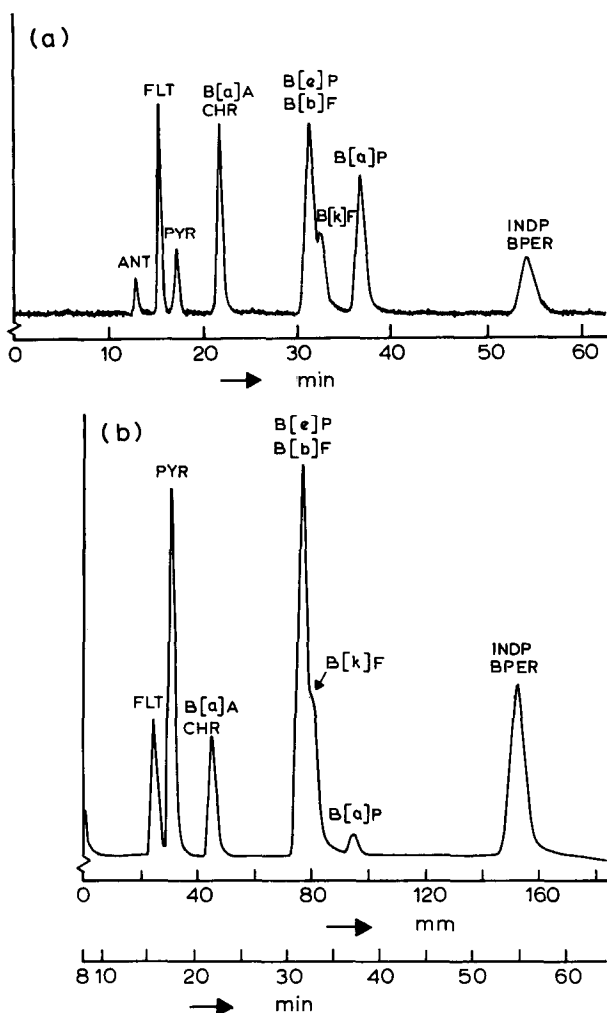 (a)
FLT
B[a]A
CHR
B[e]P
B[b]F
B[a]P
B[k]F
PYR
ANT
INDP
BPER
0 10 20 30 40 50 60
min
(b)
B[e]P
B[b]F
PYR
B[k]F
INDP
BPER
FLT
B[a]A
CHR
B[a]P
0 40 80 120 160
mm
8 10 20 30 40 50 60
min